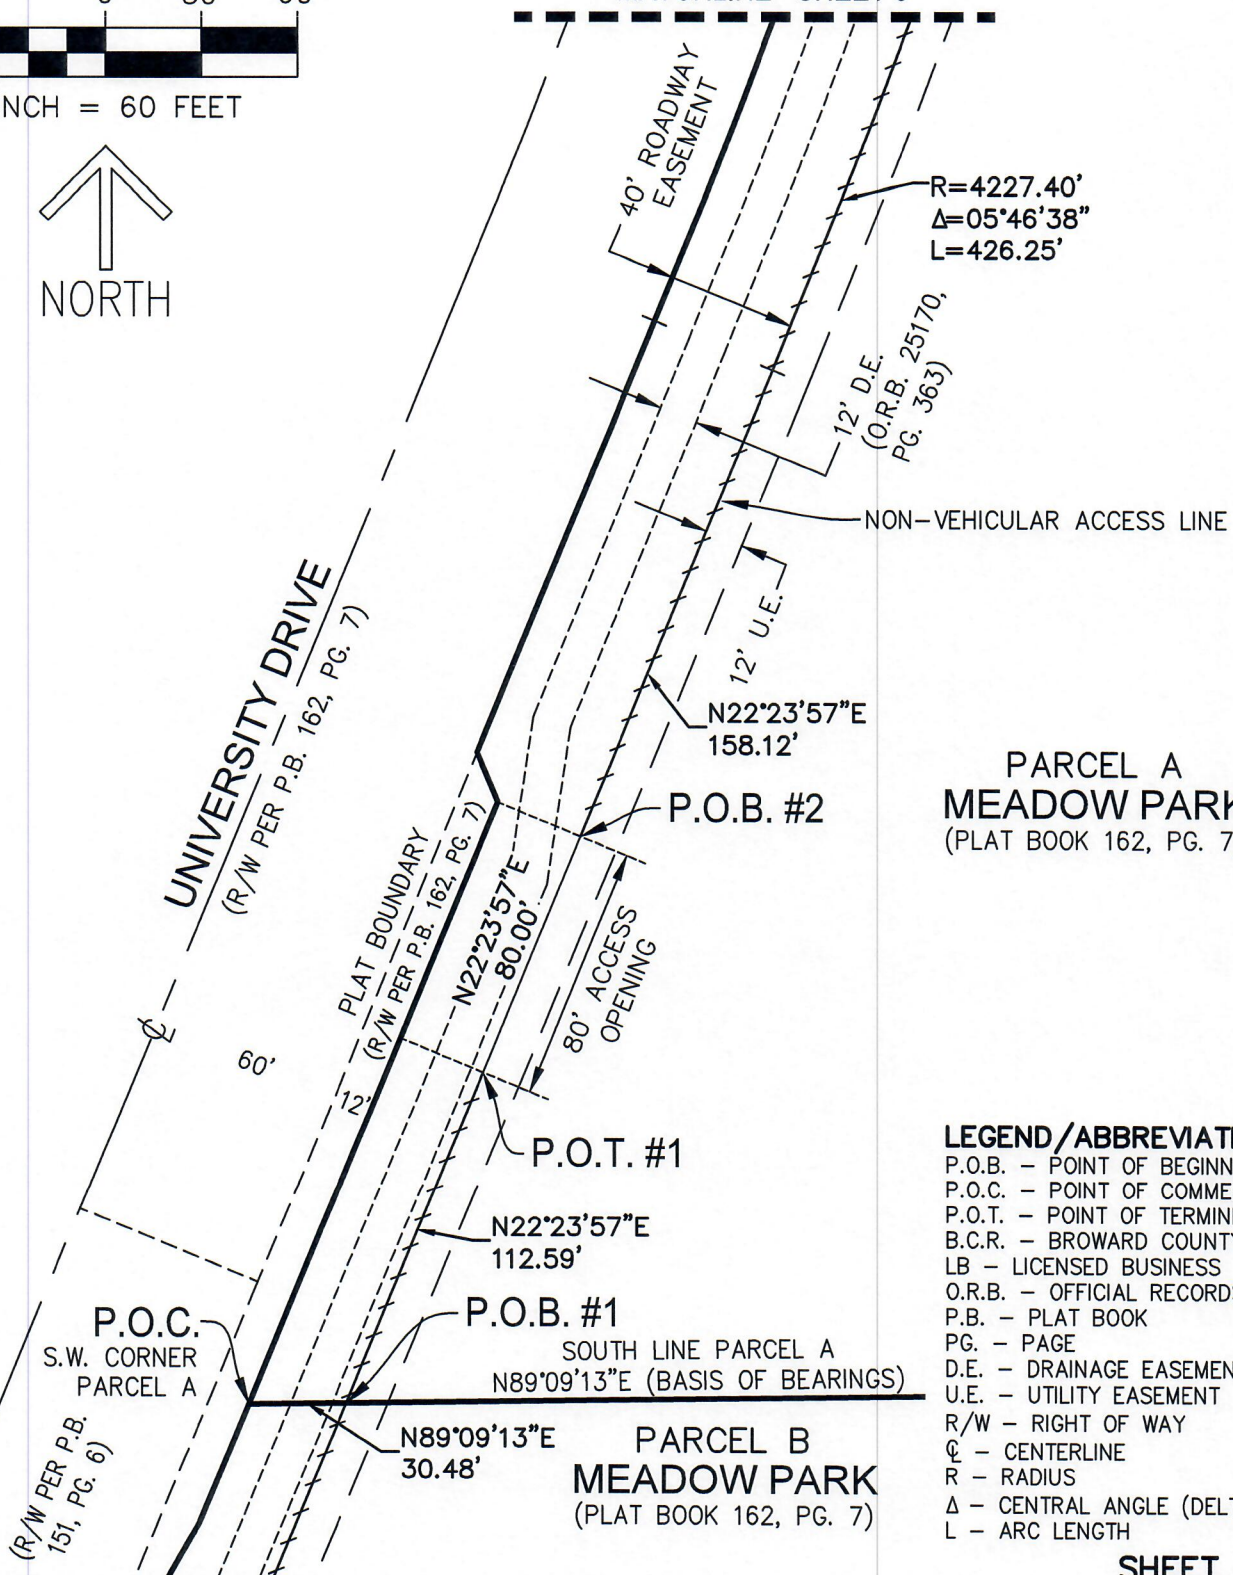 NCH = 60 FEET
NORTH
40' ROADWAY
EASEMENT
R=4227.40'
Δ=05°46'38"
L=426.25'
12' D.E.
(O.R.B. 25170,
PG. 363)
NON-VEHICULAR ACCESS LINE
12' U.E.
UNIVERSITY DRIVE
(R/W PER P.B. 162, PG. 7)
N22°23'57"E
158.12'
PARCEL A
MEADOW PARK
(PLAT BOOK 162, PG. 7
P.O.B. #2
PLAT BOUNDARY
(R/W PER P.B. 162, PG. 7)
N22°23'57"E
80.00'
80' ACCESS
OPENING
℄
60'
12'
P.O.T. #1
N22°23'57"E
112.59'
P.O.B. #1
P.O.C.
S.W. CORNER
PARCEL A
SOUTH LINE PARCEL A
N89°09'13"E (BASIS OF BEARINGS)
N89°09'13"E
30.48'
PARCEL B
MEADOW PARK
(PLAT BOOK 162, PG. 7)
(R/W PER P.B.
151, PG. 6)
LEGEND/ABBREVIAT
P.O.B. – POINT OF BEGINN
P.O.C. – POINT OF COMME
P.O.T. – POINT OF TERMIN
B.C.R. – BROWARD COUNTY
LB – LICENSED BUSINESS
O.R.B. – OFFICIAL RECORD
P.B. – PLAT BOOK
PG. – PAGE
D.E. – DRAINAGE EASEMEN
U.E. – UTILITY EASEMENT
R/W – RIGHT OF WAY
℄ – CENTERLINE
R – RADIUS
Δ – CENTRAL ANGLE (DEL
L – ARC LENGTH
SHEET